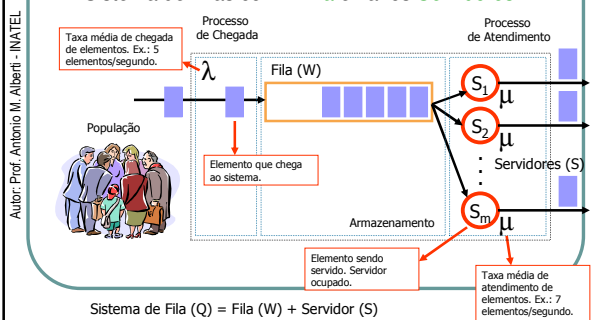 Autor: Prof. Antonio M. Alberti - INATEL
Processo
de Chegada
Processo
de Atendimento
Taxa média de chegada
de elementos. Ex.: 5
elementos/segundo.
λ
Fila (W)
S1
μ
S2
μ
População
Elemento que chega
ao sistema.
Servidores (S)
Armazenamento
Sm
μ
Elemento sendo
servido. Servidor
ocupado.
Taxa média de
atendimento de
elementos. Ex.: 7
elementos/segundo.
Sistema de Fila (Q) = Fila (W) + Servidor (S)